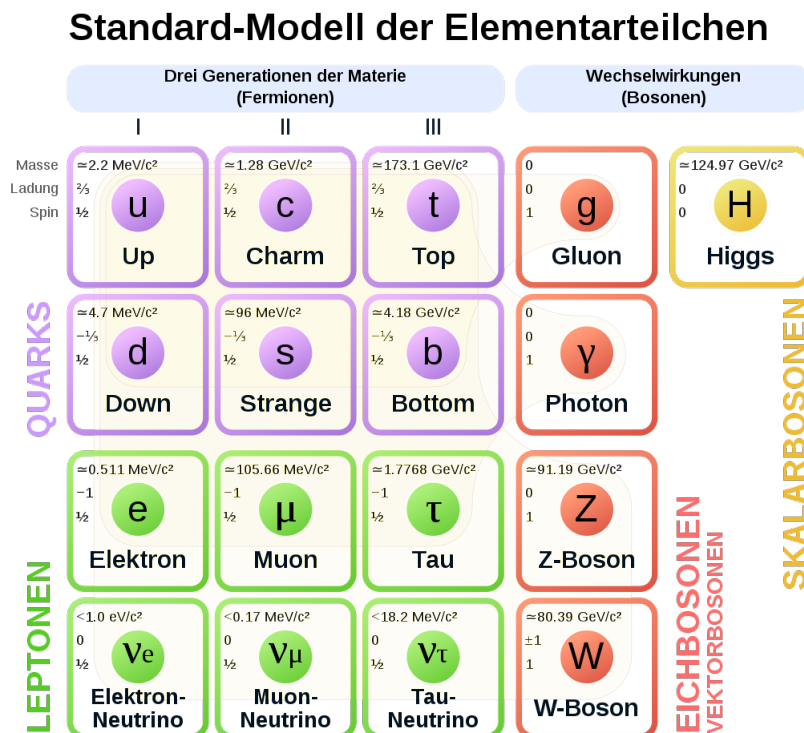 Standard-Modell der Elementarteilchen
Drei Generationen der Materie
(Fermionen)
Wechselwirkungen
(Bosonen)
I
II
III
Masse
Ladung
Spin
≃2.2 MeV/c²
⅔
½
u
Up
≃1.28 GeV/c²
⅔
½
c
Charm
≃173.1 GeV/c²
⅔
½
t
Top
0
0
1
g
Gluon
≃124.97 GeV/c²
0
0
H
Higgs
QUARKS
≃4.7 MeV/c²
−⅓
½
d
Down
≃96 MeV/c²
−⅓
½
s
Strange
≃4.18 GeV/c²
−⅓
½
b
Bottom
0
0
1
γ
Photon
SKALARBOSONEN
LEPTONEN
≃0.511 MeV/c²
−1
½
e
Elektron
≃105.66 MeV/c²
−1
½
μ
Muon
≃1.7768 GeV/c²
−1
½
τ
Tau
≃91.19 GeV/c²
0
1
Z
Z-Boson
EICHBOSONEN
VEKTORBOSONEN
<1.0 eV/c²
0
½
νe
Elektron-
Neutrino
<0.17 MeV/c²
0
½
νμ
Muon-
Neutrino
<18.2 MeV/c²
0
½
ντ
Tau-
Neutrino
≃80.39 GeV/c²
±1
1
W
W-Boson